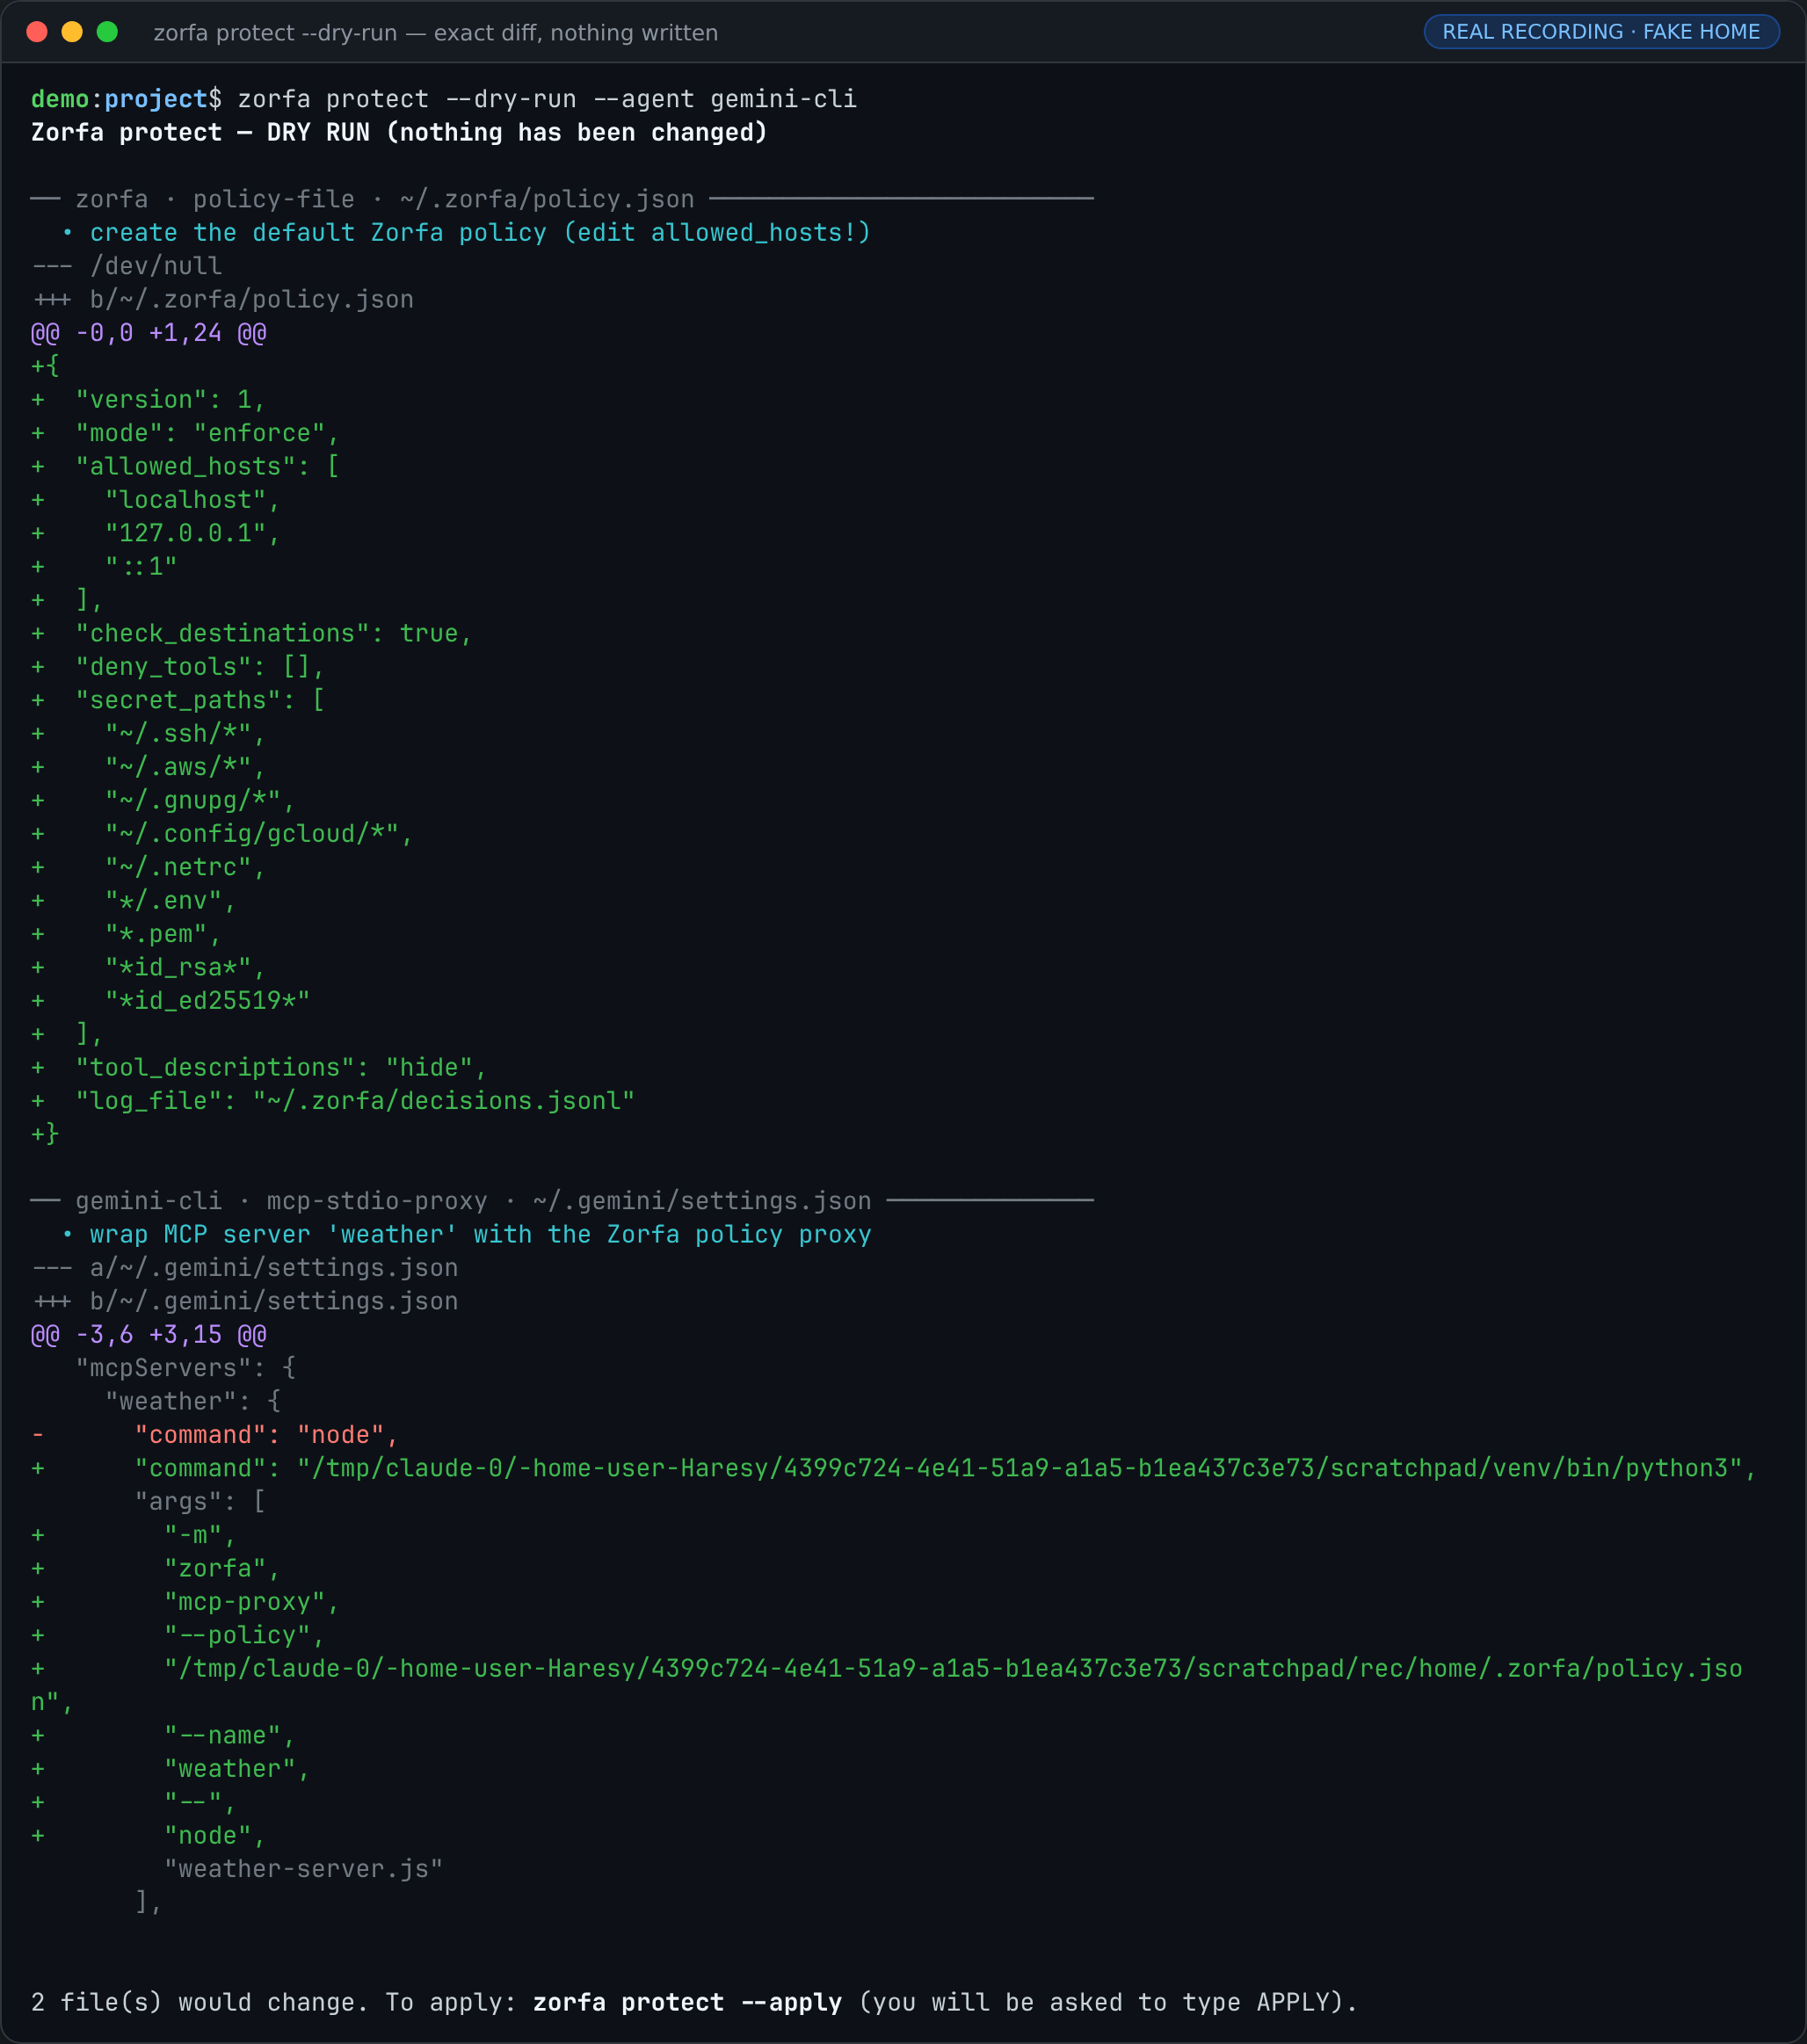 zorfa protect --dry-run — exact diff, nothing written
REAL RECORDING · FAKE HOME
demo:project$ zorfa protect --dry-run --agent gemini-cli
Zorfa protect — DRY RUN (nothing has been changed)
── zorfa · policy-file · ~/.zorfa/policy.json ──────────────────────────
  • create the default Zorfa policy (edit allowed_hosts!)
--- /dev/null
+++ b/~/.zorfa/policy.json
@@ -0,0 +1,24 @@
+{
+  "version": 1,
+  "mode": "enforce",
+  "allowed_hosts": [
+    "localhost",
+    "127.0.0.1",
+    "::1"
+  ],
+  "check_destinations": true,
+  "deny_tools": [],
+  "secret_paths": [
+    "~/.ssh/*",
+    "~/.aws/*",
+    "~/.gnupg/*",
+    "~/.config/gcloud/*",
+    "~/.netrc",
+    "*/.env",
+    "*.pem",
+    "*id_rsa*",
+    "*id_ed25519*"
+  ],
+  "tool_descriptions": "hide",
+  "log_file": "~/.zorfa/decisions.jsonl"
+}
── gemini-cli · mcp-stdio-proxy · ~/.gemini/settings.json ──────────────
  • wrap MCP server 'weather' with the Zorfa policy proxy
--- a/~/.gemini/settings.json
+++ b/~/.gemini/settings.json
@@ -3,6 +3,15 @@
   "mcpServers": {
     "weather": {
-      "command": "node",
+      "command": "/tmp/claude-0/-home-user-Haresy/4399c724-4e41-51a9-a1a5-b1ea437c3e73/scratchpad/venv/bin/python3",
       "args": [
+        "-m",
+        "zorfa",
+        "mcp-proxy",
+        "--policy",
+        "/tmp/claude-0/-home-user-Haresy/4399c724-4e41-51a9-a1a5-b1ea437c3e73/scratchpad/rec/home/.zorfa/policy.jso
n",
+        "--name",
+        "weather",
+        "--",
+        "node",
         "weather-server.js"
       ],
2 file(s) would change. To apply: zorfa protect --apply (you will be asked to type APPLY).